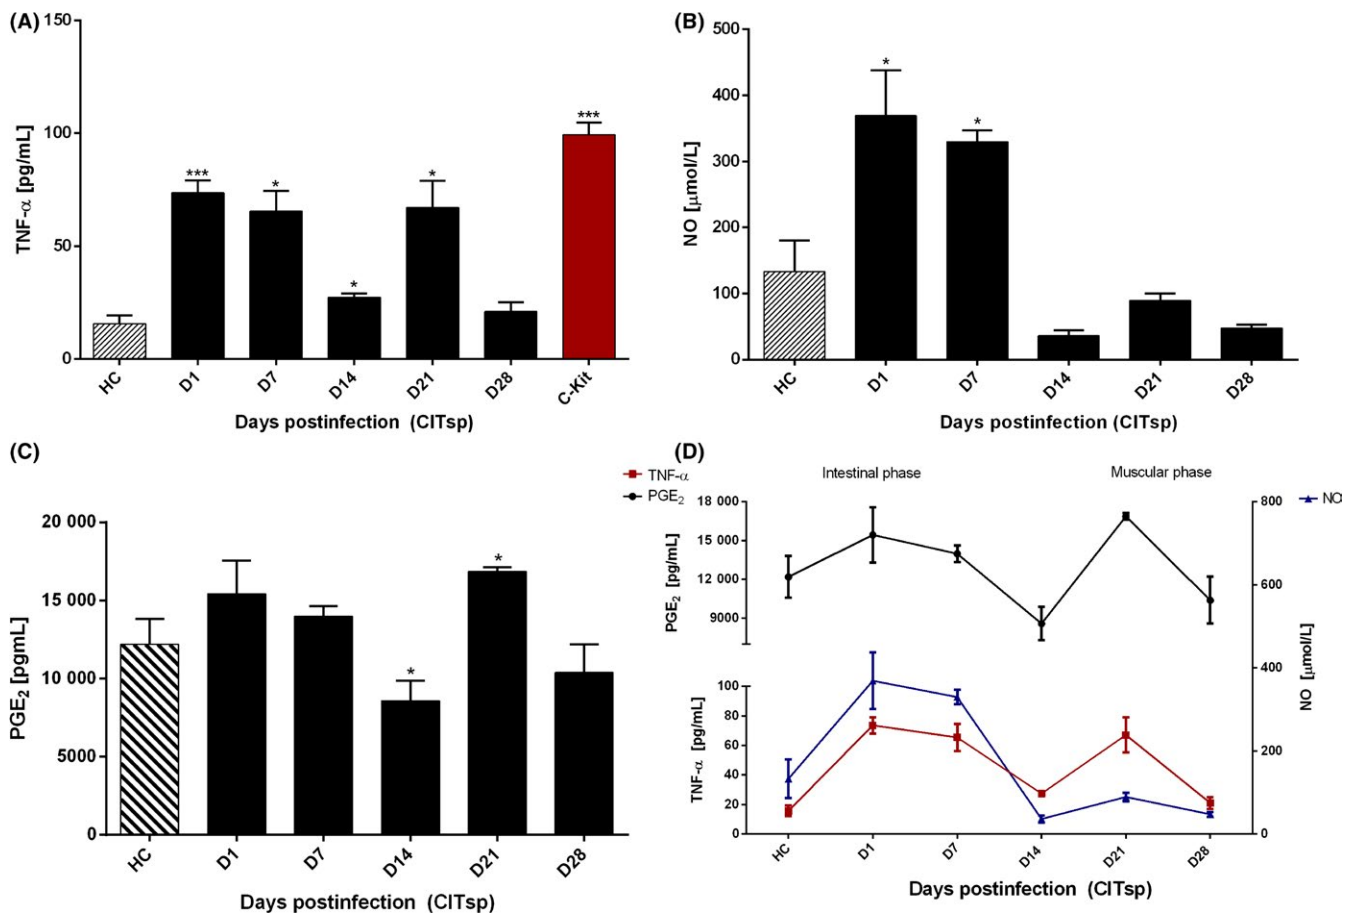 (A)
150
100
50
0
TNF-α [pg/mL]
***
*
*
*
***
HC
D1
D7
D14
D21
D28
C-Kit
Days postinfection (CITsp)
(B)
500
400
300
200
100
0
NO [μmol/L]
*
*
HC
D1
D7
D14
D21
D28
Days postinfection (CITsp)
(C)
20 000
15 000
10 000
5000
0
PGE2 [pgmL]
*
*
HC
D1
D7
D14
D21
D28
Days postinfection (CITsp)
(D)
TNF-α
PGE2
Intestinal phase
Muscular phase
NO
18 000
15 000
12 000
9000
PGE2 [pg/mL]
100
80
60
40
20
0
TNF-α [pg/mL]
800
600
400
200
0
NO [μmol/L]
HC
D1
D7
D14
D21
D28
Days postinfection (CITsp)